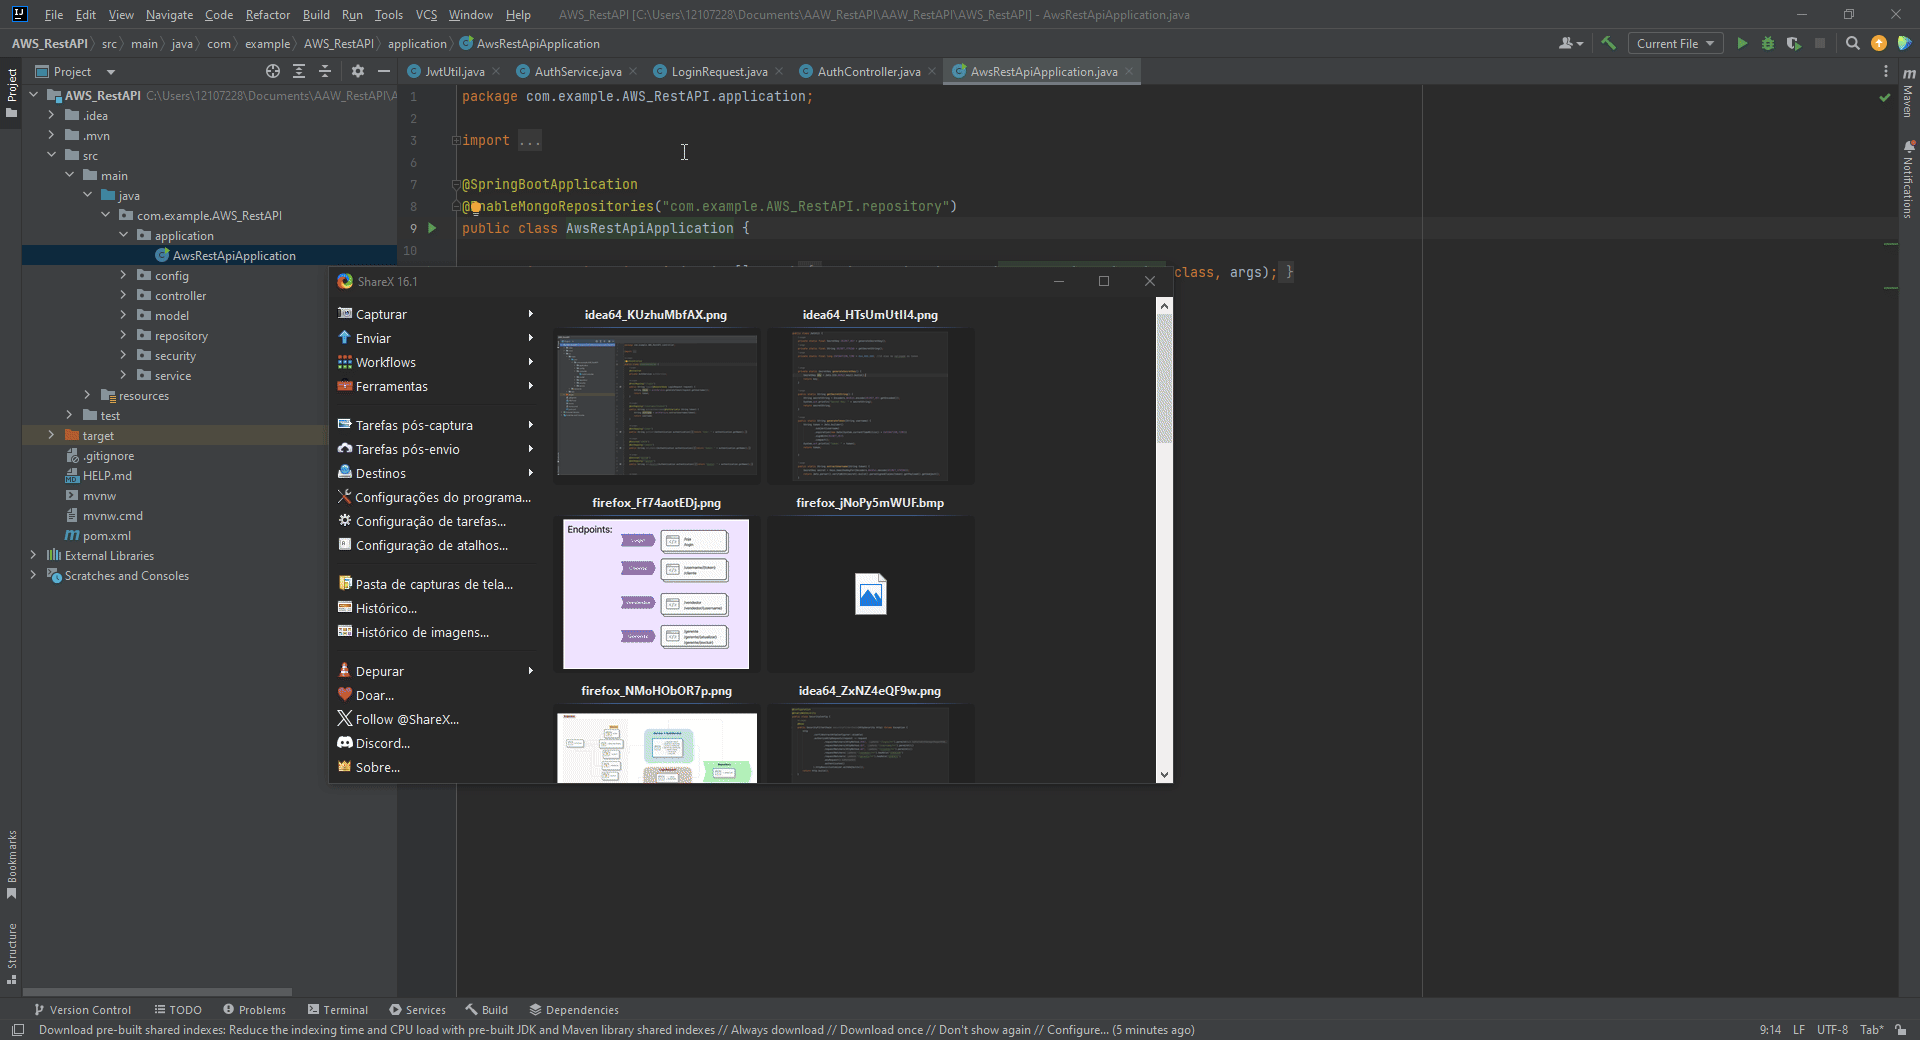 File Edit View Navigate Code Refactor Build Run Tools VCS Window Help AWS_RestAPI [C:\Users\12107228\Documents\AAW_RestAPI\AAW_RestAPI\AWS_RestAPI] - AwsRestApiApplication.java
AWS_RestAPI src main java com example AWS_RestAPI application AwsRestApiApplication Current File
Project JwtUtil.java AuthService.java LoginRequest.java AuthController.java AwsRestApiApplication.java
Project
AWS_RestAPI C:\Users\12107228\Documents\AAW_RestAPI\A
.idea
.mvn
src
main
java
com.example.AWS_RestAPI
application
AwsRestApiApplication
config
controller
model
repository
security
service
resources
test
target
.gitignore
HELP.md
mvnw
mvnw.cmd
pom.xml
External Libraries
Scratches and Consoles
Bookmarks
Structure
1 package com.example.AWS_RestAPI.application;
2
3 import ...
6
7 @SpringBootApplication
8 @EnableMongoRepositories("com.example.AWS_RestAPI.repository")
9 public class AwsRestApiApplication {
10
class, args); }
m
Maven
Notifications
ShareX 16.1
Capturar
Enviar
Workflows
Ferramentas
Tarefas pós-captura
Tarefas pós-envio
Destinos
Configurações do programa...
Configuração de tarefas...
Configuração de atalhos...
Pasta de capturas de tela...
Histórico...
Histórico de imagens...
Depurar
Doar...
Follow @ShareX...
Discord...
Sobre...
idea64_KUzhuMbfAX.png idea64_HTsUmUtII4.png
firefox_Ff74aotEDj.png firefox_jNoPy5mWUF.bmp
Endpoints:
firefox_NMoHObOR7p.png idea64_ZxNZ4eQF9w.png
Version Control TODO Problems Terminal Services Build Dependencies
Download pre-built shared indexes: Reduce the indexing time and CPU load with pre-built JDK and Maven library shared indexes // Always download // Download once // Don't show again // Configure... (5 minutes ago) 9:14 LF UTF-8 Tab*